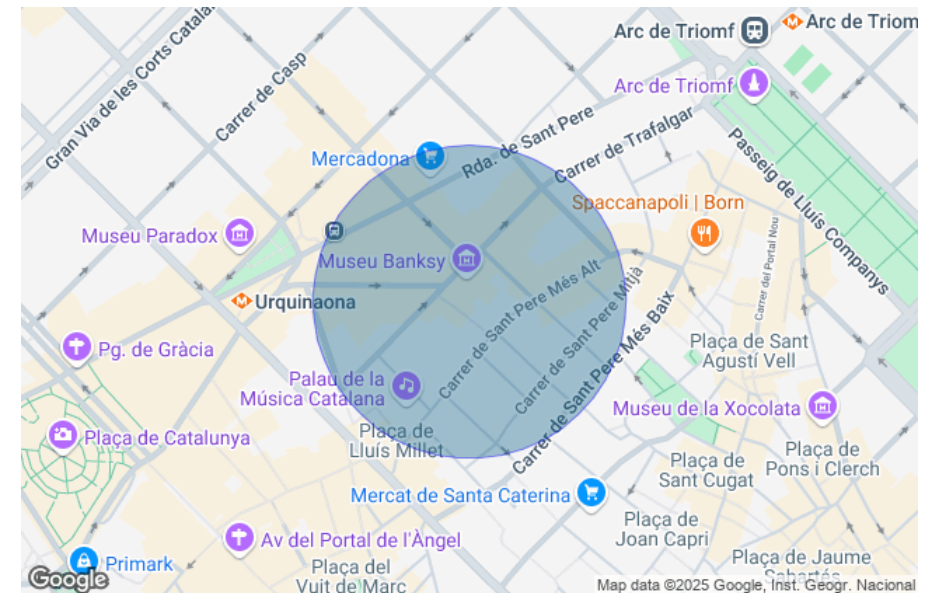 Arc de Triomf
Arc de Triom
Gran Via de les Corts Catala
Carrer de Casp
Arc de Triomf
Mercadona
Rda. de Sant Pere
Carrer de Trafalgar
Passeig de Lluís Companys
Spaccanapoli | Born
Museu Paradox
Museu Banksy
Carrer del Portal Nou
Urquinaona
Carrer de Sant Pere Més Alt
Carrer de Sant Pere Mitjà
Carrer de Sant Pere Més Baix
Pg. de Gràcia
Plaça de Sant
Agustí Vell
Palau de la
Música Catalana
Museu de la Xocolata
Plaça de Catalunya
Plaça de
Lluís Millet
Plaça de
Sant Cugat
Plaça de
Pons i Clerch
Mercat de Santa Caterina
Plaça de
Joan Capri
Av del Portal de l'Àngel
Primark
Plaça del
Vuit de Marc
Plaça de Jaume
Sabartés
Google
Map data ©2025 Google, Inst. Geogr. Nacional